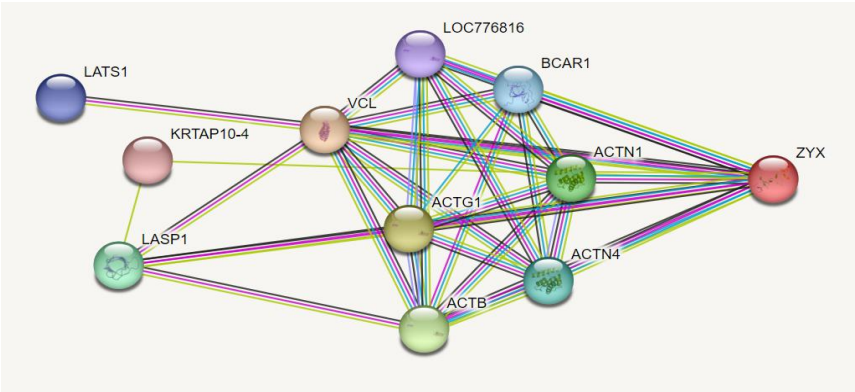 LOC776816
BCAR1
LATS1
VCL
KRTAP10-4
ACTN1
ZYX
ACTG1
LASP1
ACTN4
ACTB